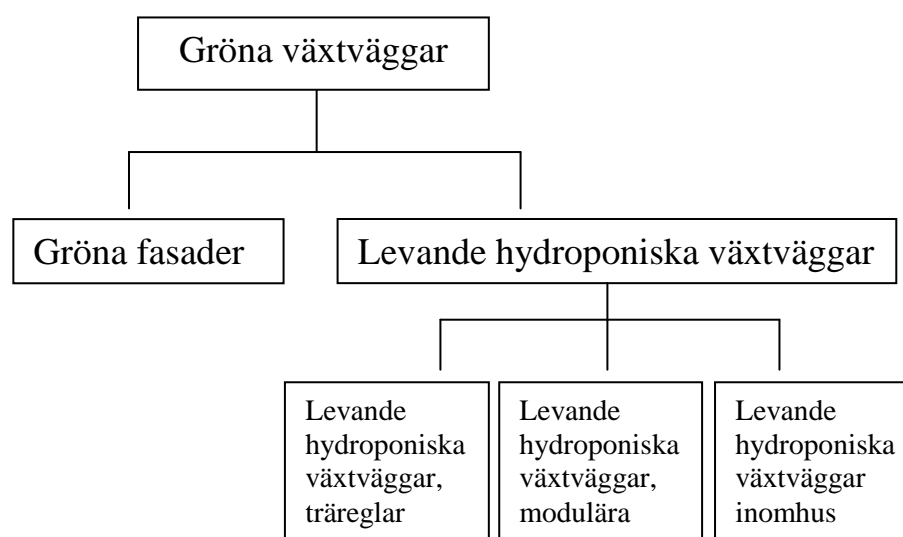 Gröna växtväggar
Gröna fasader
Levande hydroponiska växtväggar
Levande
hydroponiska
växtväggar,
träreglar
Levande
hydroponiska
växtväggar,
modulära
Levande
hydroponiska
växtväggar
inomhus